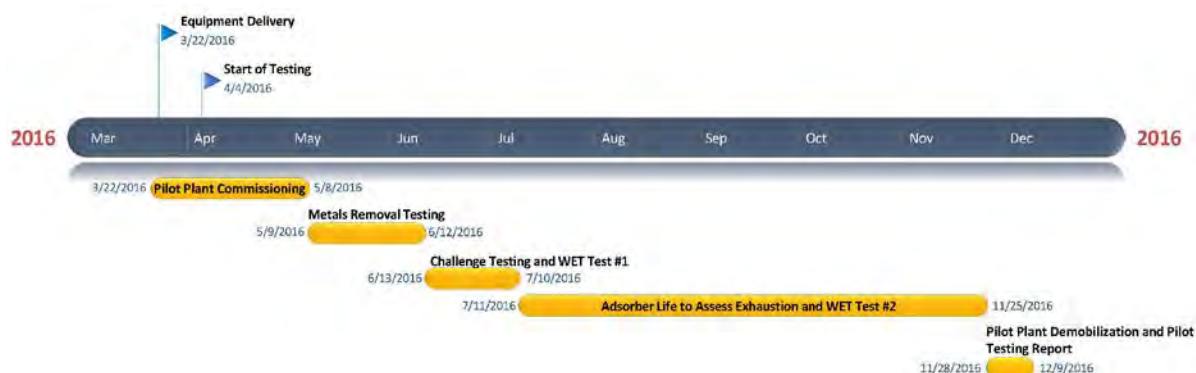 Equipment Delivery
3/22/2016
Start of Testing
4/4/2016
2016 Mar Apr May Jun Jul Aug Sep Oct Nov Dec 2016
3/22/2016 Pilot Plant Commissioning 5/8/2016
Metals Removal Testing
5/9/2016 6/12/2016
Challenge Testing and WET Test #1
6/13/2016 7/10/2016
7/11/2016 Adsorber Life to Assess Exhaustion and WET Test #2 11/25/2016
Pilot Plant Demobilization and Pilot
Testing Report
11/28/2016 12/9/2016